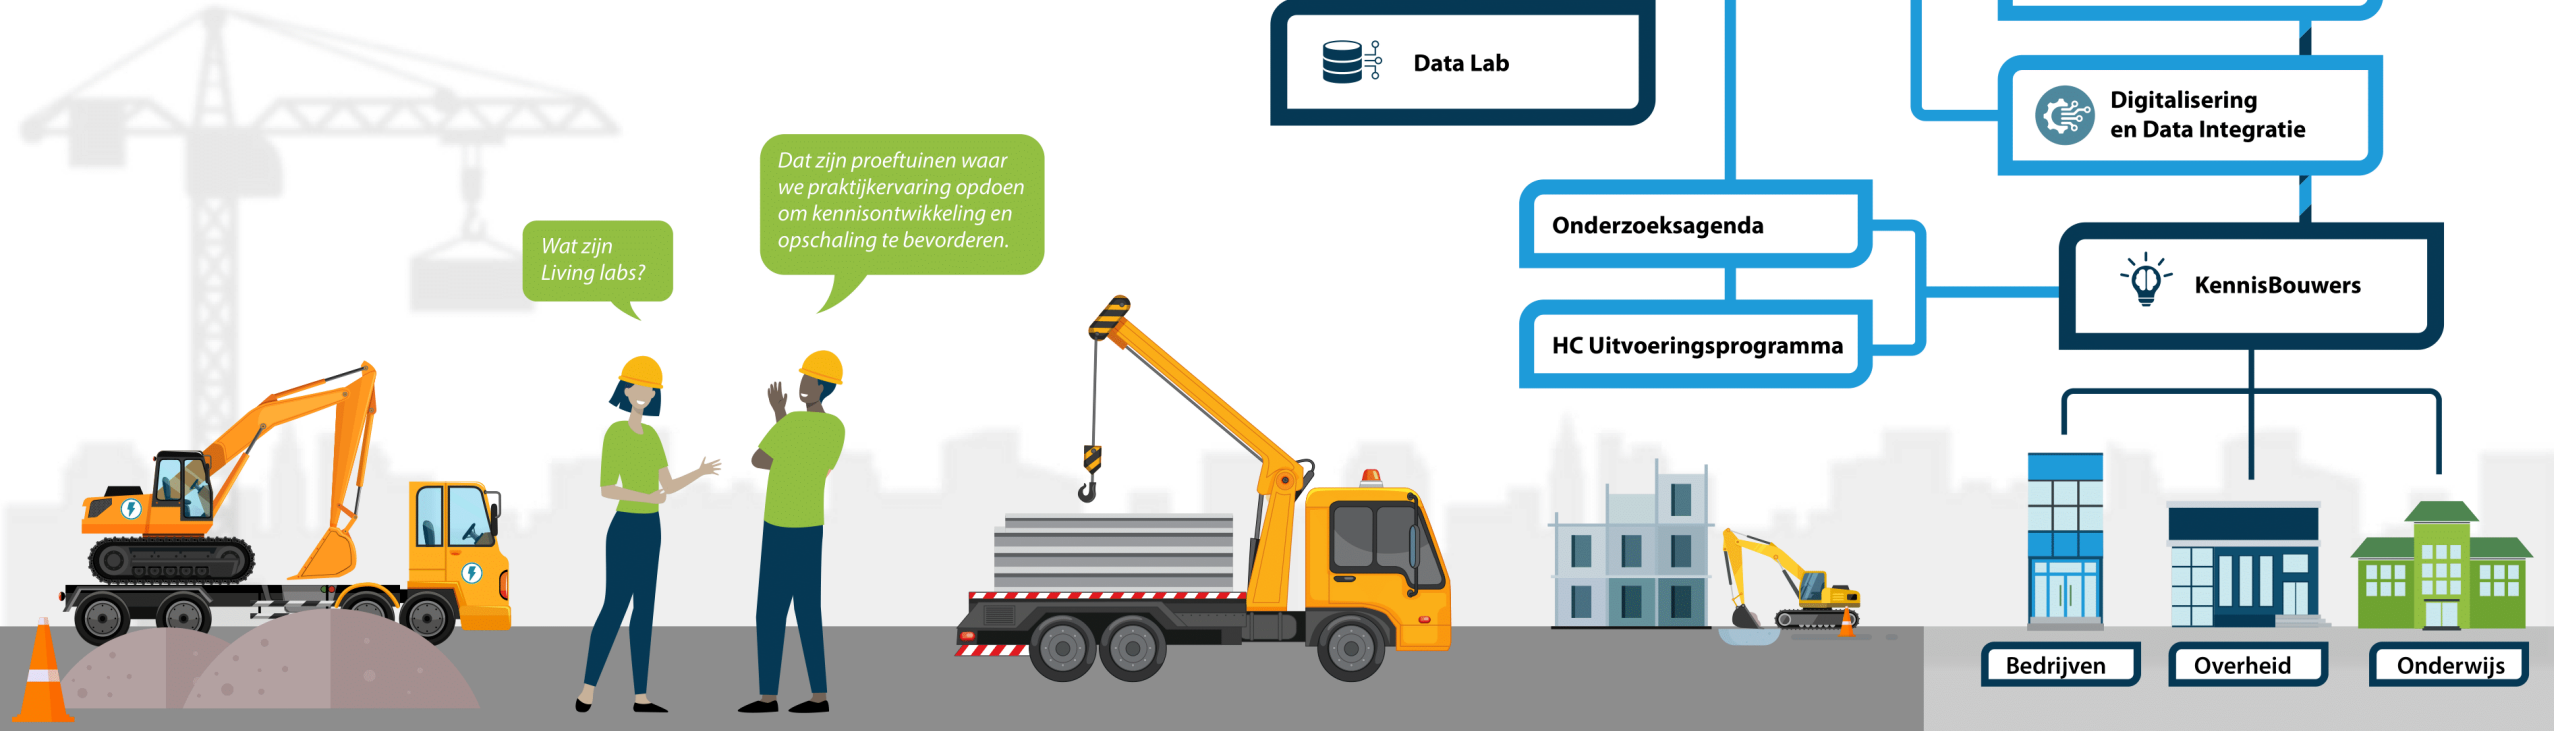 Data Lab
Digitalisering
en Data Integratie
Dat zijn proeftuinen waar
we praktijkervaring opdoen
om kennisontwikkeling en
opschaling te bevorderen.
Wat zijn
Living labs?
Onderzoeksagenda
KennisBouwers
HC Uitvoeringsprogramma
Bedrijven
Overheid
Onderwijs